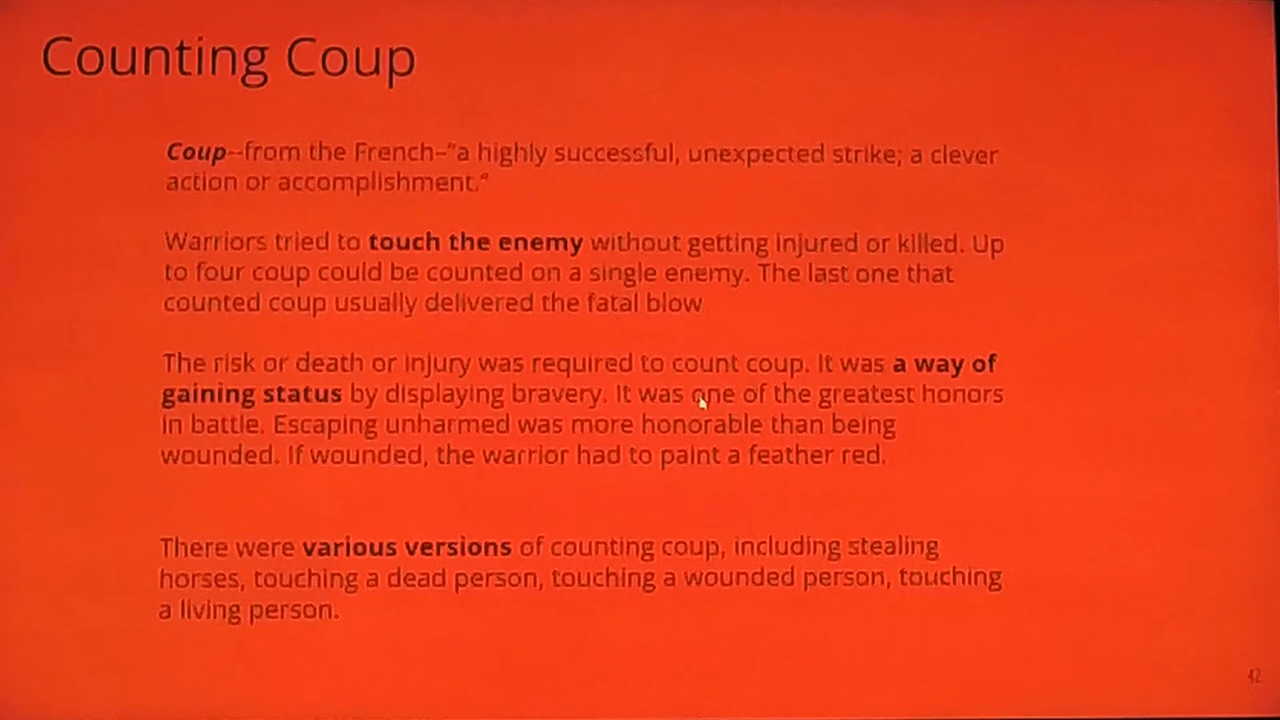 Counting Coup
Coup--from the French–"a highly successful, unexpected strike; a clever
action or accomplishment."
Warriors tried to touch the enemy without getting injured or killed. Up
to four coup could be counted on a single enemy. The last one that
counted coup usually delivered the fatal blow
The risk or death or injury was required to count coup. It was a way of
gaining status by displaying bravery. It was one of the greatest honors
in battle. Escaping unharmed was more honorable than being
wounded. If wounded, the warrior had to paint a feather red.
There were various versions of counting coup, including stealing
horses, touching a dead person, touching a wounded person, touching
a living person.
42